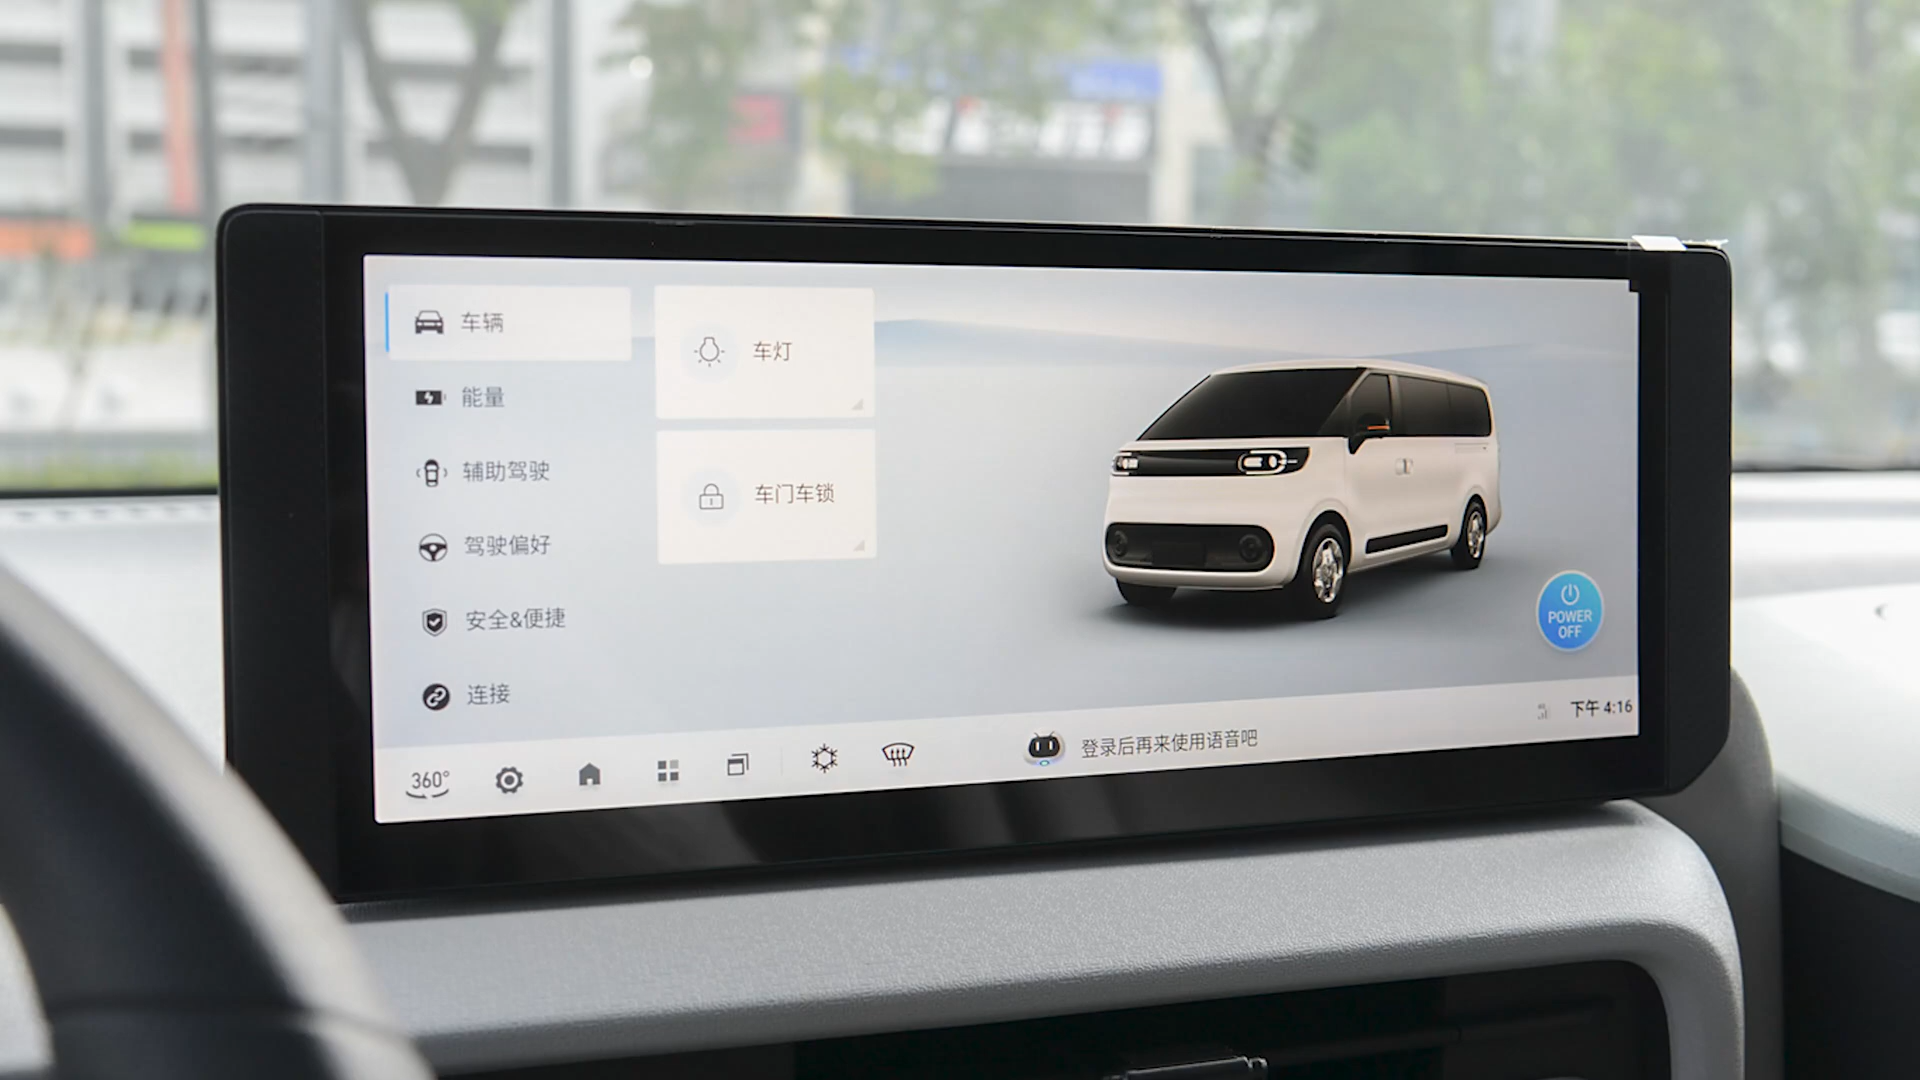 车辆
能量
辅助驾驶
驾驶偏好
安全&便捷
连接
车灯
车门车锁
POWER
OFF
下午 4:16
360°
登录后再来使用语音吧